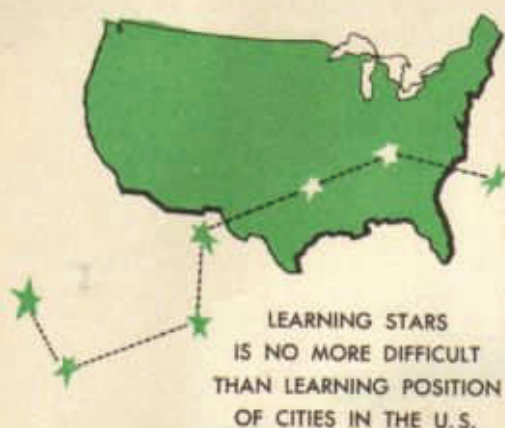 LEARNING STARS
IS NO MORE DIFFICULT
THAN LEARNING POSITION
OF CITIES IN THE U.S.